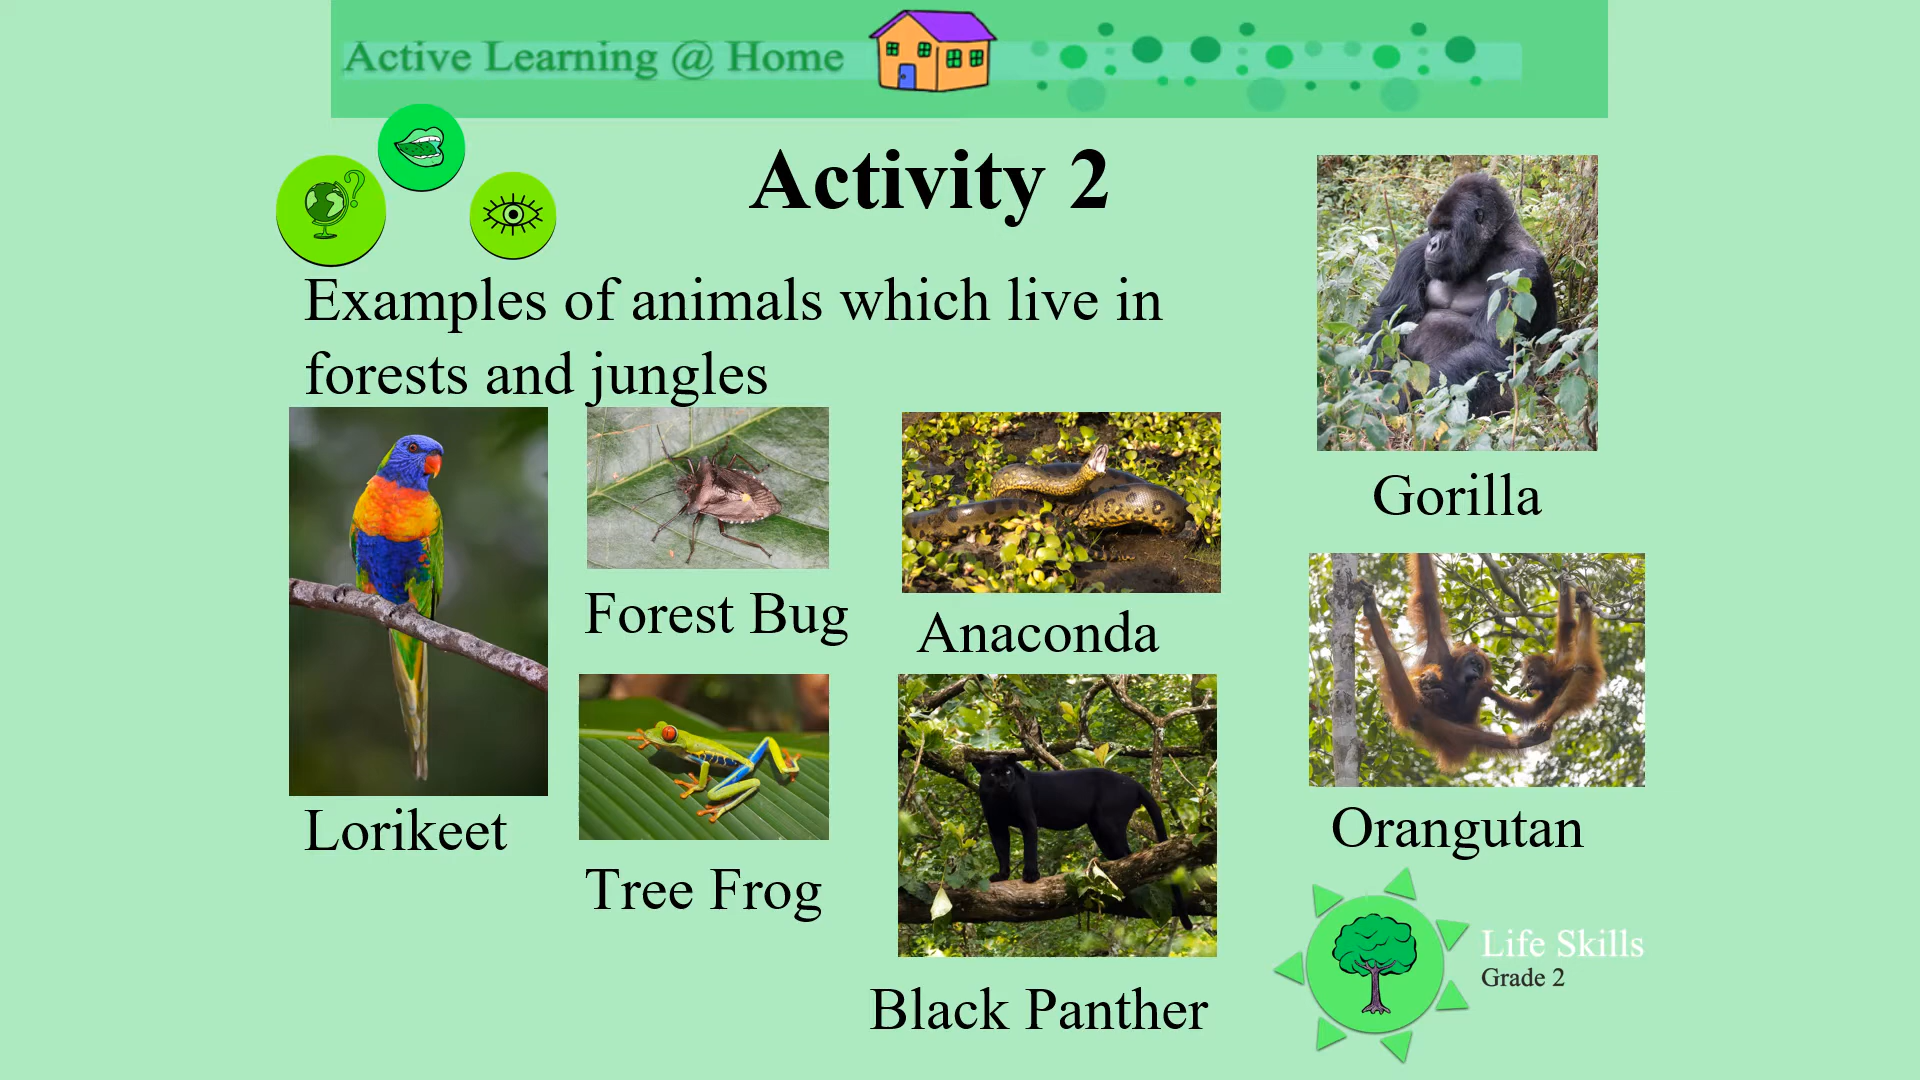 Active Learning @ Home
Activity 2
Examples of animals which live in
forests and jungles
Gorilla
Forest Bug
Anaconda
Lorikeet
Tree Frog
Orangutan
Black Panther
Life Skills
Grade 2
?